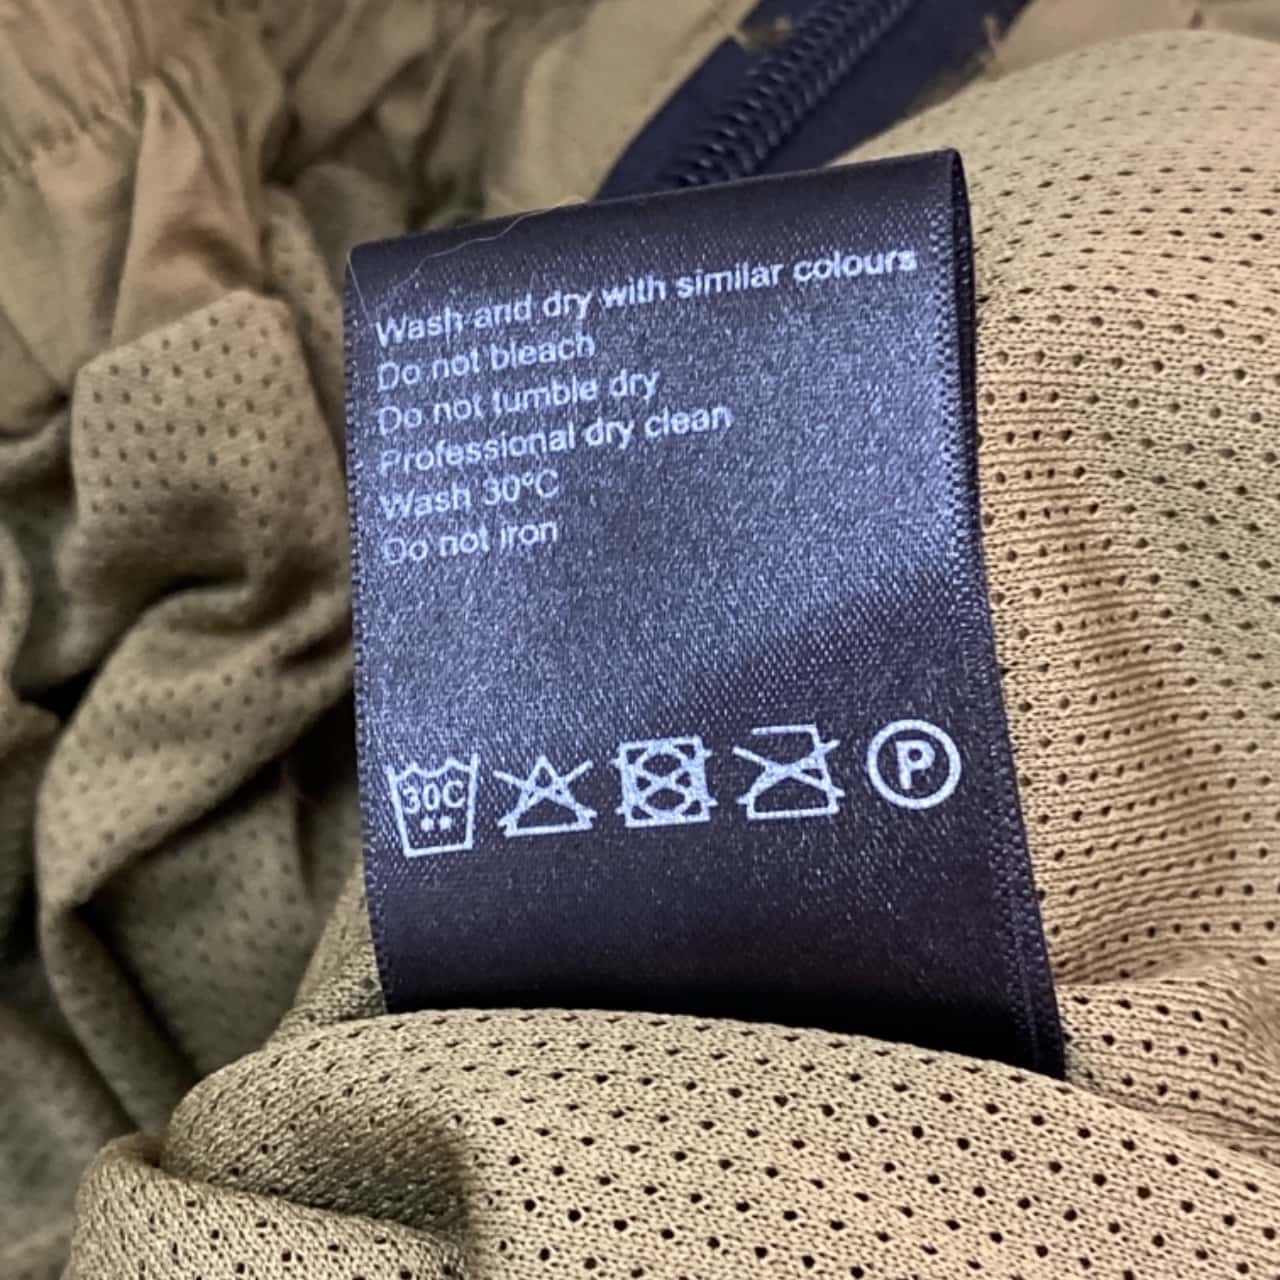 Wash and dry with similar colours
Do not bleach
Do not tumble dry
Professional dry clean
Wash 30°C
Do not iron
30C P